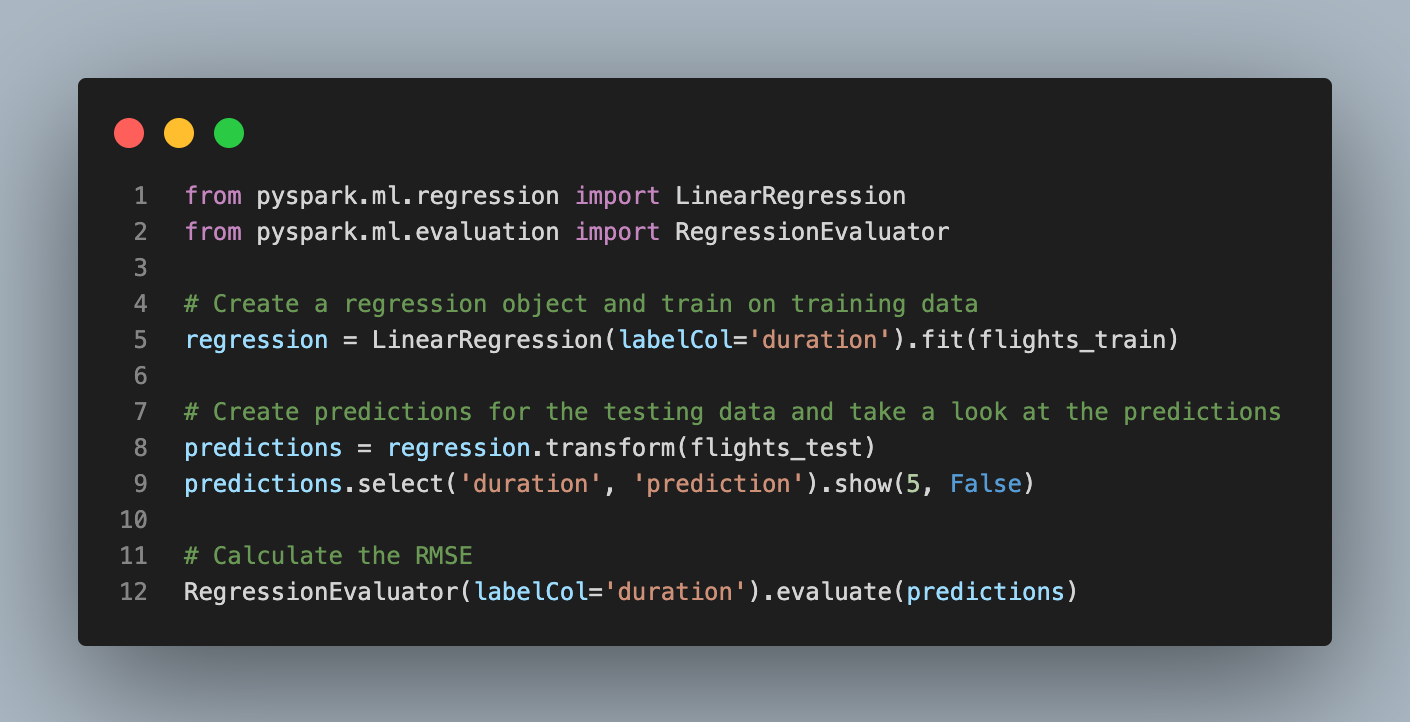 1 from pyspark.ml.regression import LinearRegression
2 from pyspark.ml.evaluation import RegressionEvaluator
3
4 # Create a regression object and train on training data
5 regression = LinearRegression(labelCol='duration').fit(flights_train)
6
7 # Create predictions for the testing data and take a look at the predictions
8 predictions = regression.transform(flights_test)
9 predictions.select('duration', 'prediction').show(5, False)
10
11 # Calculate the RMSE
12 RegressionEvaluator(labelCol='duration').evaluate(predictions)